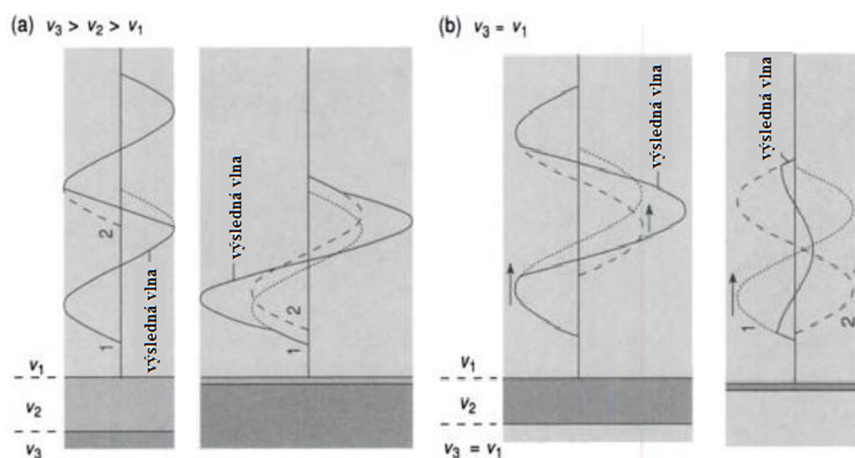 (a) v₃ > v₂ > v₁
(b) v₃ = v₁
výsledná vlna
2
1
výsledná vlna
2
1
výsledná vlna
výsledná vlna
1
2
v₁
v₂
v₃
v₁
v₂
v₃ = v₁